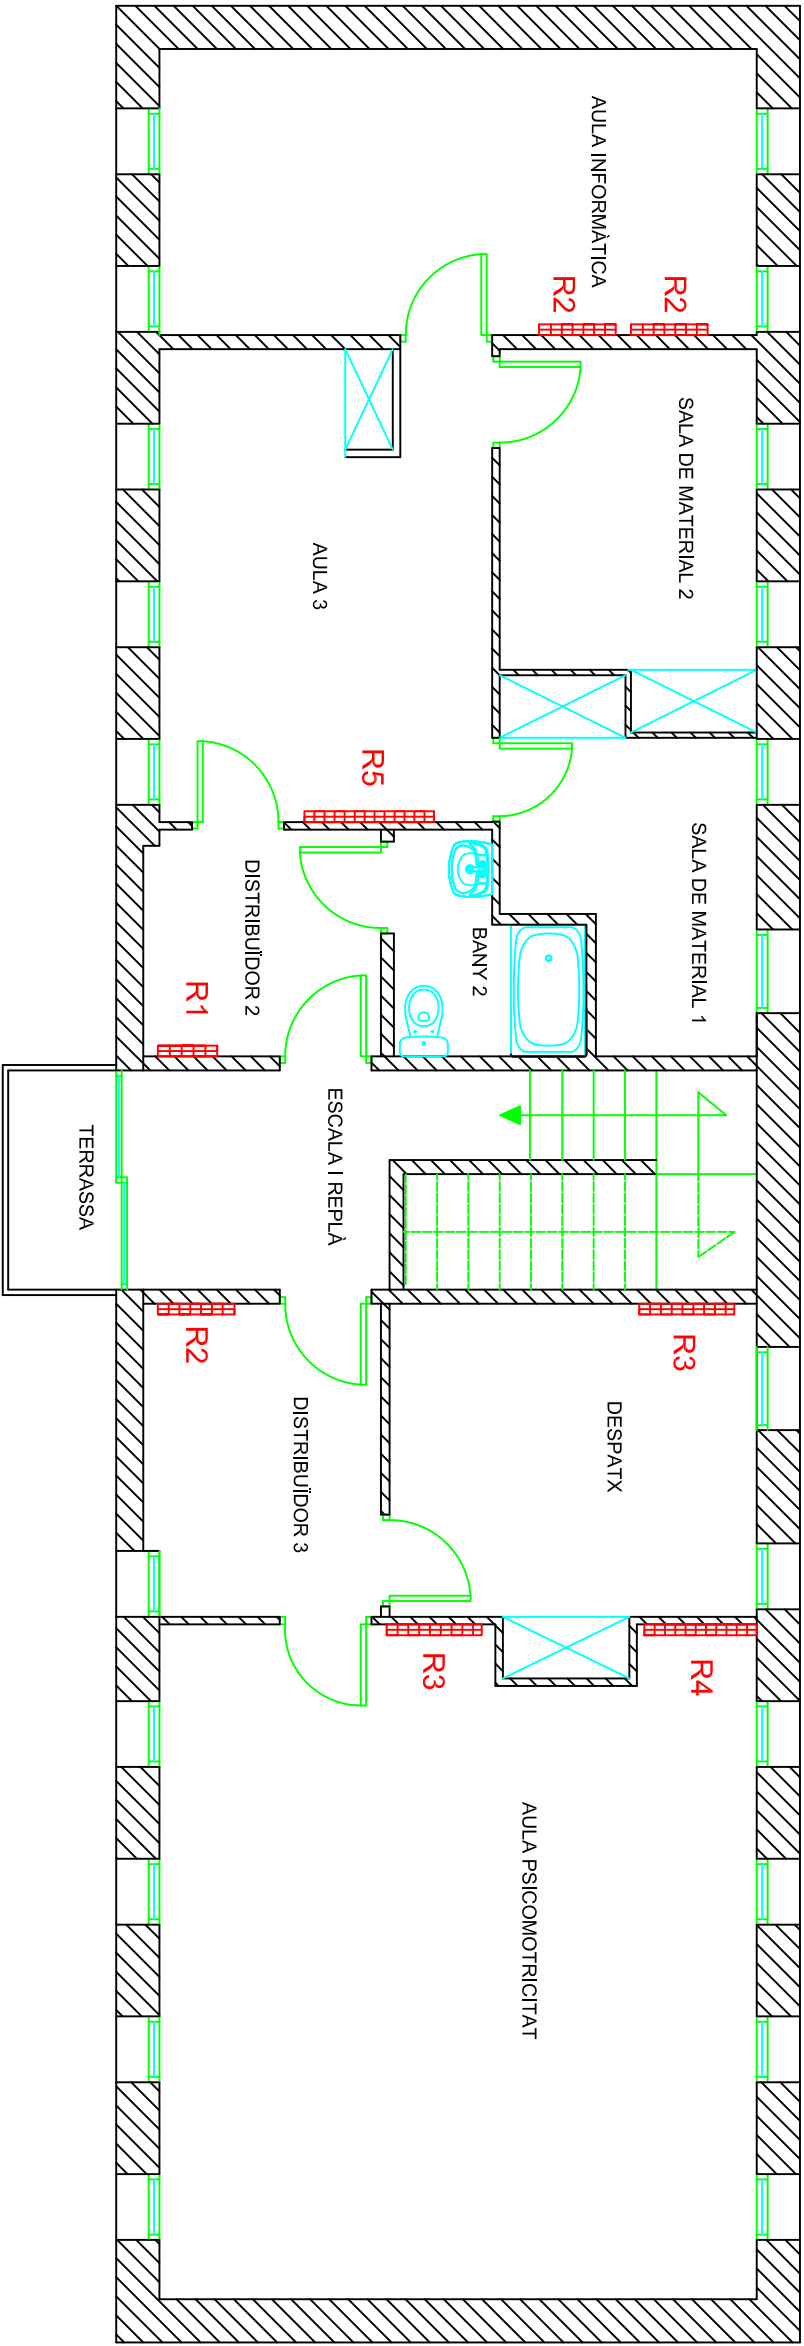 AULA INFORMÀTICA
R2
R2
SALA DE MATERIAL 2
AULA 3
R5
SALA DE MATERIAL 1
DISTRIBUÏDOR 2
BANY 2
R1
ESCALA I REPLÀ
TERRASSA
R2
R3
DESPATX
DISTRIBUÏDOR 3
R3
R4
AULA PSICOMOTRICITAT